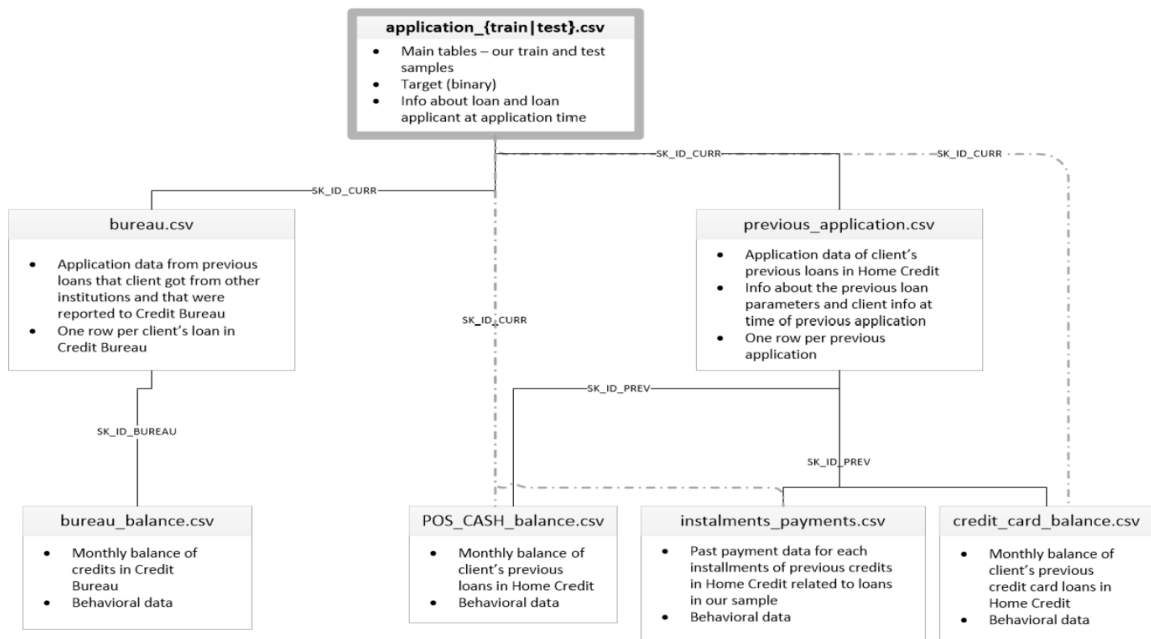 application_{train|test}.csv
• Main tables – our train and test
samples
• Target (binary)
• Info about loan and loan
applicant at application time
SK_ID_CURR
SK_ID_CURR
SK_ID_CURR
bureau.csv
• Application data from previous
loans that client got from other
institutions and that were
reported to Credit Bureau
• One row per client's loan in
Credit Bureau
previous_application.csv
• Application data of client's
previous loans in Home Credit
• Info about the previous loan
parameters and client info at
time of previous application
• One row per previous
application
SK_ID_CURR
SK_ID_PREV
SK_ID_BUREAU
SK_ID_PREV
bureau_balance.csv
• Monthly balance of
credits in Credit
Bureau
• Behavioral data
POS_CASH_balance.csv
• Monthly balance of
client's previous
loans in Home Credit
• Behavioral data
instalments_payments.csv
• Past payment data for each
installments of previous credits
in Home Credit related to loans
in our sample
• Behavioral data
credit_card_balance.csv
• Monthly balance of
client's previous
credit card loans in
Home Credit
• Behavioral data